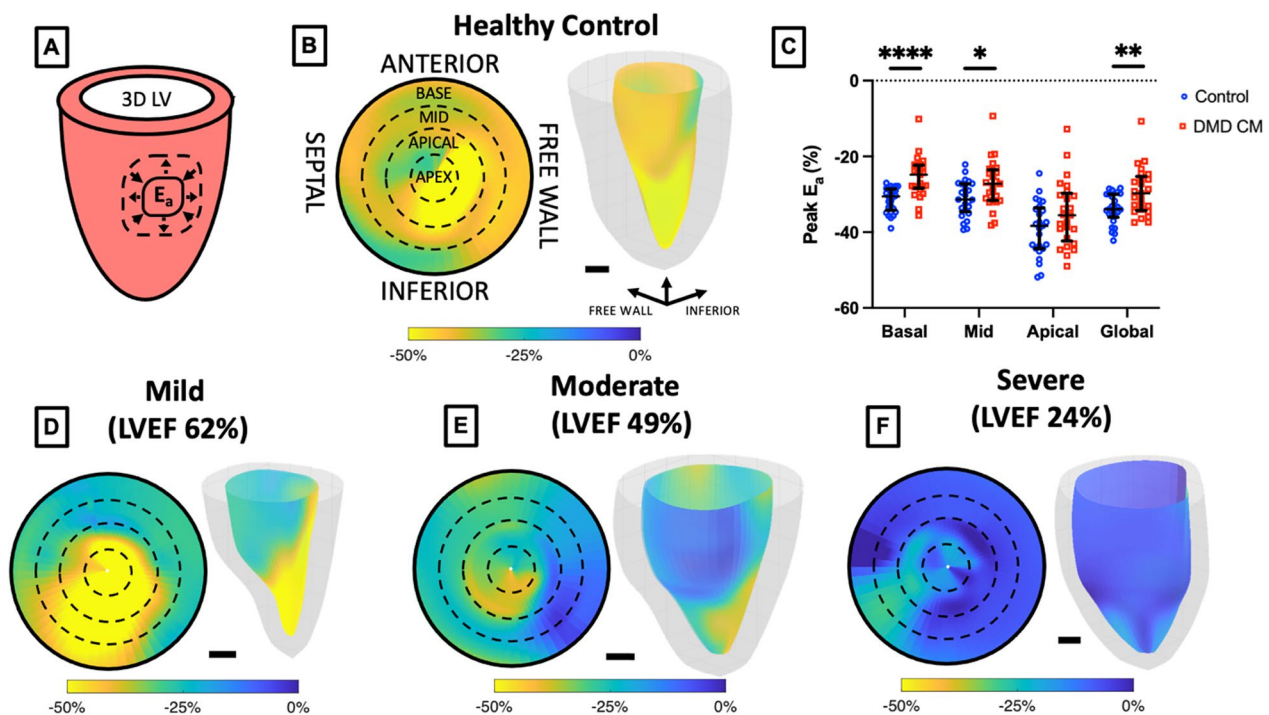 A
3D LV
Ea
B
Healthy Control
ANTERIOR
BASE
MID
APICAL
APEX
SEPTAL
FREE WALL
INFERIOR
FREE WALL
INFERIOR
-50%
-25%
0%
C
****
*
**
0
-20
-40
-60
Peak Ea (%)
Basal
Mid
Apical
Global
Control
DMD CM
D
Mild
(LVEF 62%)
-50%
-25%
0%
E
Moderate
(LVEF 49%)
-50%
-25%
0%
F
Severe
(LVEF 24%)
-50%
-25%
0%